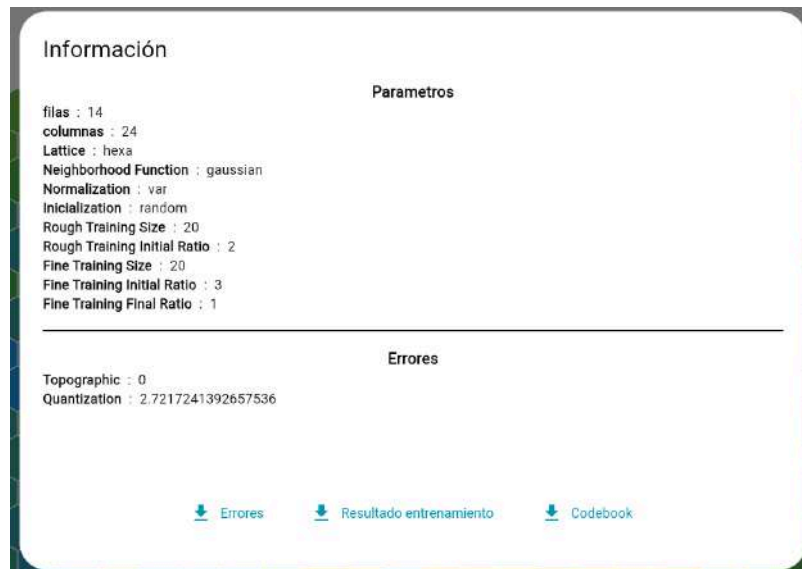 Información
Parametros
filas : 14
columnas : 24
Lattice : hexa
Neighborhood Function : gaussian
Normalization : var
Inicialization : random
Rough Training Size : 20
Rough Training Initial Ratio : 2
Fine Training Size : 20
Fine Training Initial Ratio : 3
Fine Training Final Ratio : 1
Errores
Topographic : 0
Quantization : 2.7217241392657536
Errores Resultado entrenamiento Codebook